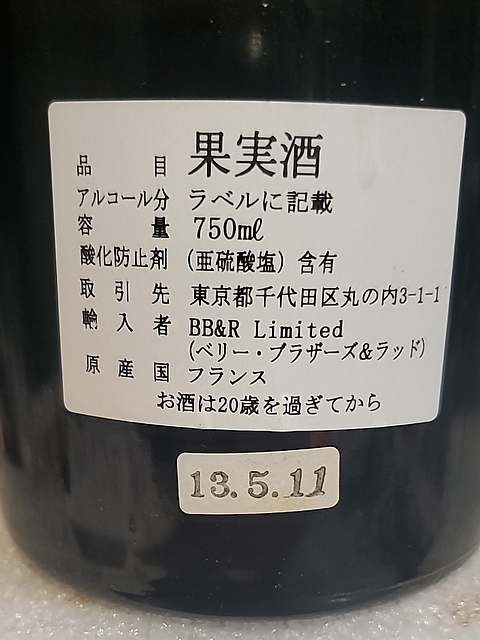 品目 果実酒
アルコール分 ラベルに記載
容量 750ml
酸化防止剤 (亜硫酸塩) 含有
取引先 東京都千代田区丸の内3-1-1
輸入者 BB&R Limited
(ベリー・ブラザーズ&ラッド)
原産国 フランス
お酒は20歳を過ぎてから
13.5.11